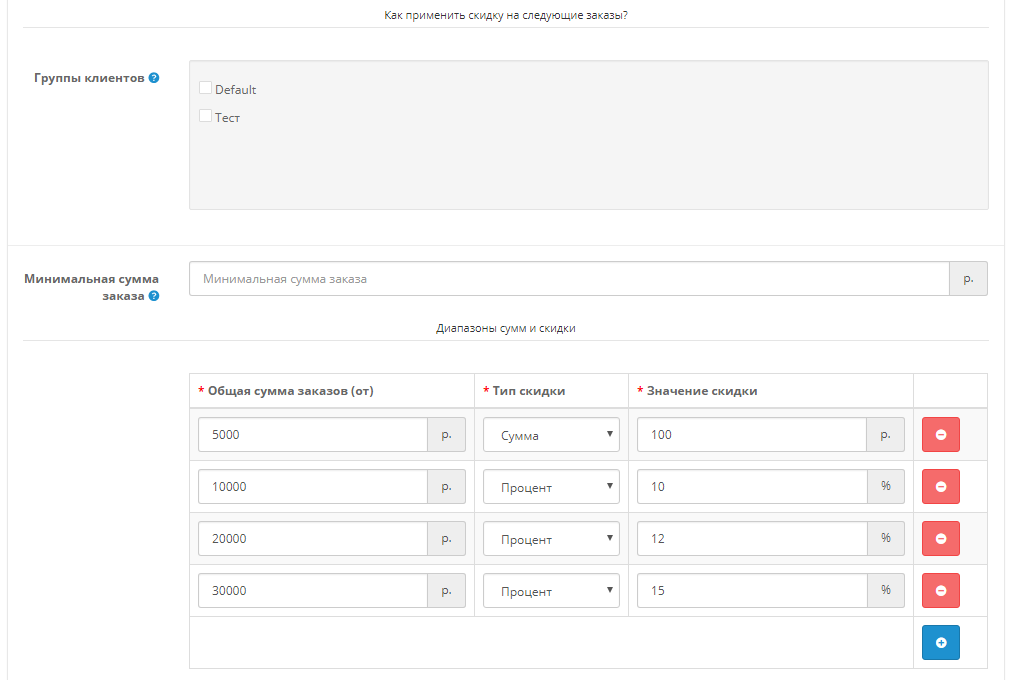 Как применить скидку на следующие заказы?
Группы клиентов ?
Default
Тест
Минимальная сумма
заказа ?
Минимальная сумма заказа р.
Диапазоны сумм и скидки
* Общая сумма заказов (от) * Тип скидки * Значение скидки
5000 р. Сумма 100 р.
10000 р. Процент 10 %
20000 р. Процент 12 %
30000 р. Процент 15 %